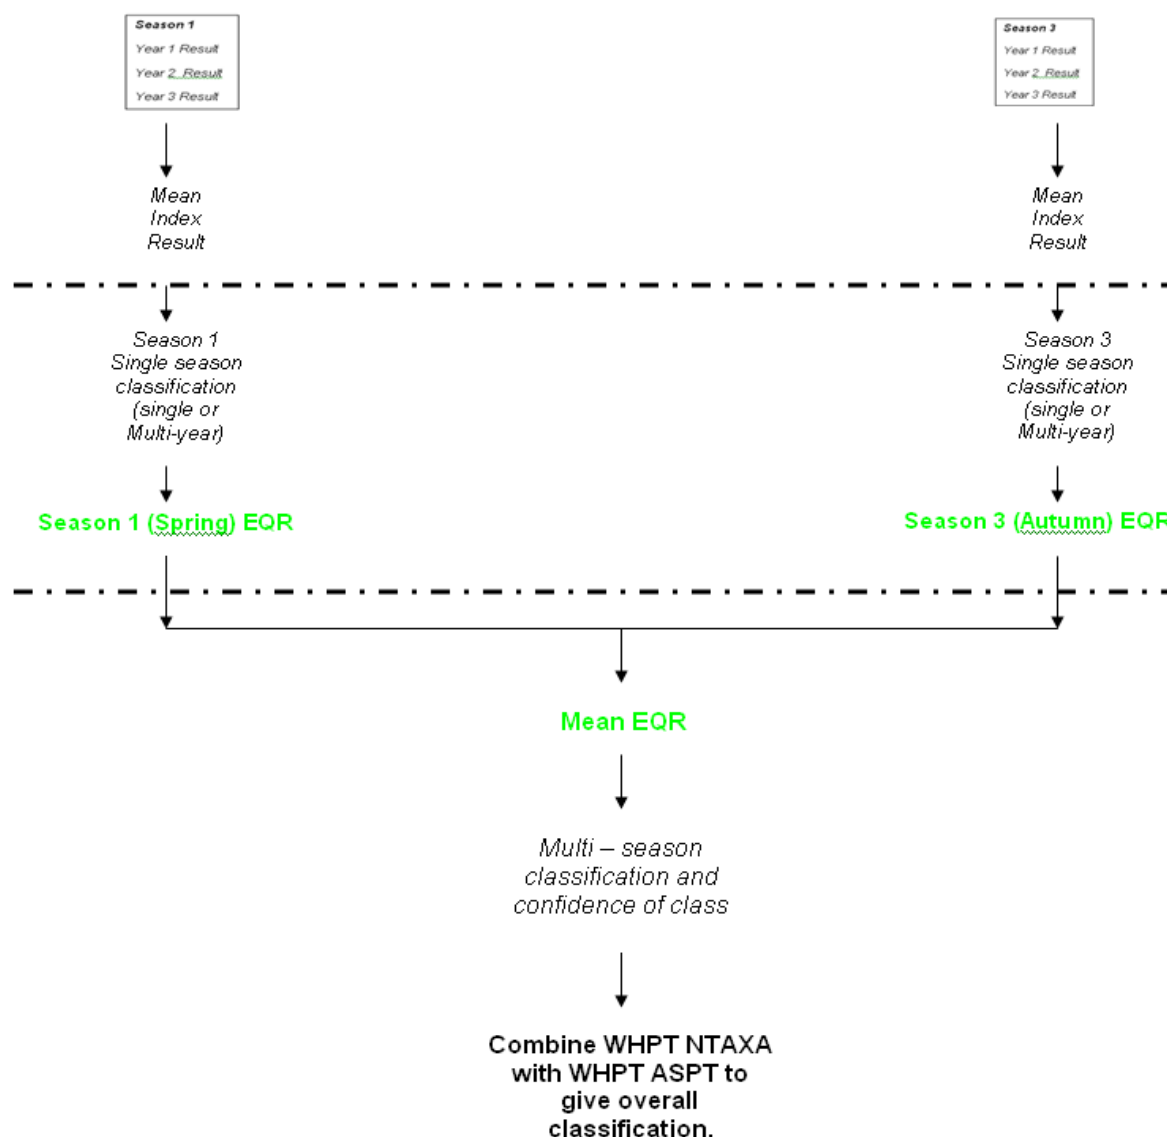 Season 1
Year 1 Result
Year 2 Result
Year 3 Result
Season 3
Year 1 Result
Year 2 Result
Year 3 Result
Mean
Index
Result
Mean
Index
Result
Season 1
Single season
classification
(single or
Multi-year)
Season 3
Single season
classification
(single or
Multi-year)
Season 1 (Spring) EQR
Season 3 (Autumn) EQR
Mean EQR
Multi – season
classification and
confidence of class
Combine WHPT NTAXA
with WHPT ASPT to
give overall
classification.